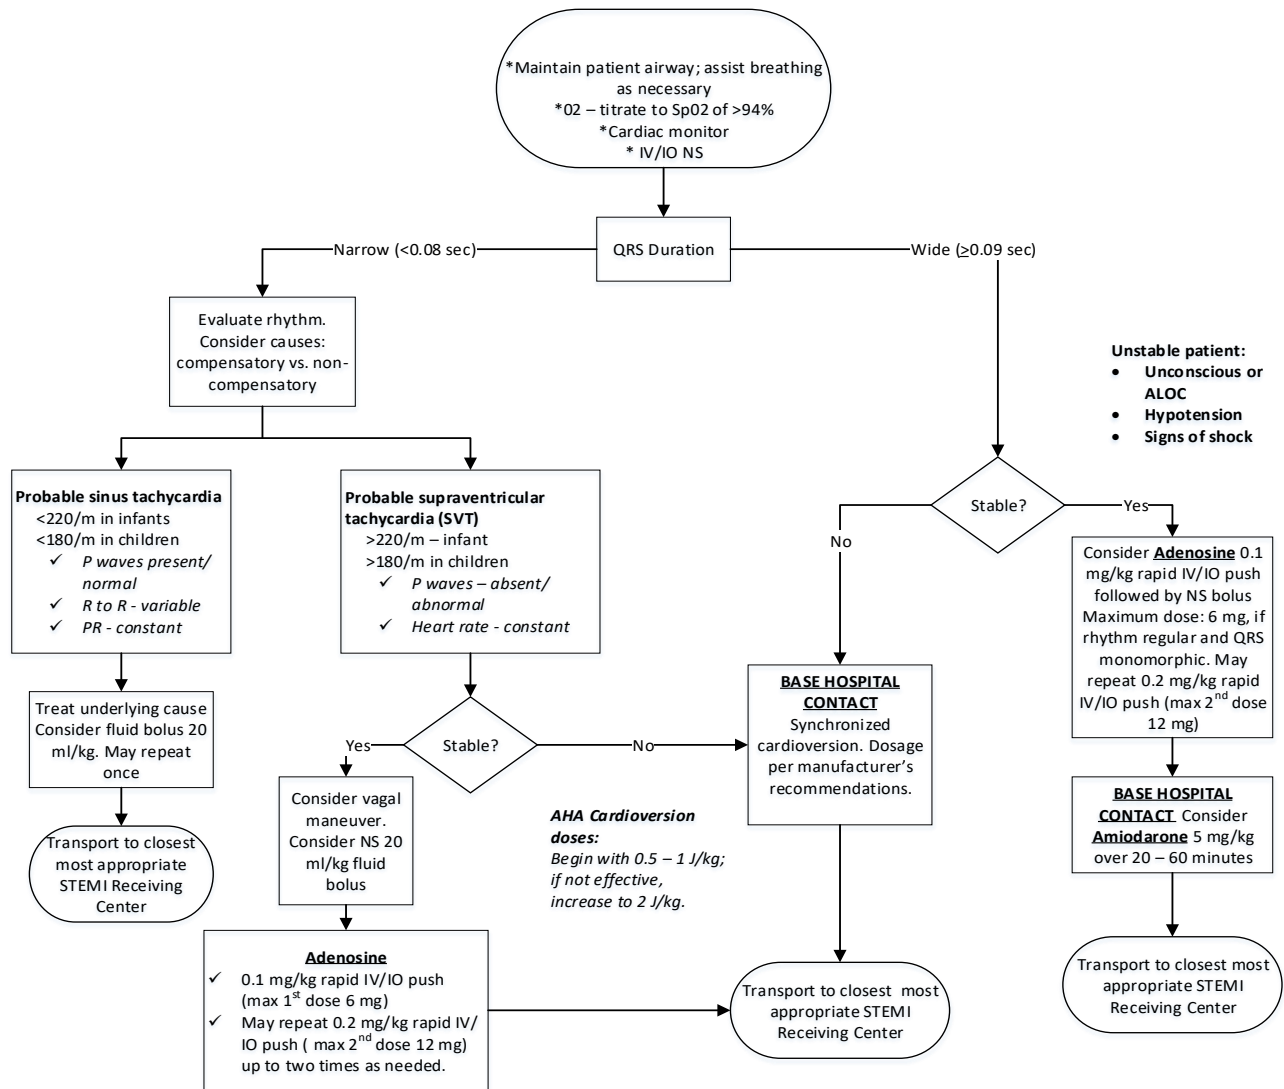 *Maintain patient airway; assist breathing
as necessary
*02 – titrate to Sp02 of >94%
*Cardiac monitor
* IV/IO NS
Narrow (<0.08 sec)
QRS Duration
Wide (≥0.09 sec)
Evaluate rhythm.
Consider causes:
compensatory vs. non-
compensatory
Unstable patient:
• Unconscious or
ALOC
• Hypotension
• Signs of shock
Probable sinus tachycardia
<220/m in infants
<180/m in children
✓ P waves present/
normal
✓ R to R - variable
✓ PR - constant
Probable supraventricular
tachycardia (SVT)
>220/m – infant
>180/m in children
✓ P waves – absent/
abnormal
✓ Heart rate - constant
Stable?
Yes
No
Consider Adenosine 0.1
mg/kg rapid IV/IO push
followed by NS bolus
Maximum dose: 6 mg, if
rhythm regular and QRS
monomorphic. May
repeat 0.2 mg/kg rapid
IV/IO push (max 2nd dose
12 mg)
Treat underlying cause
Consider fluid bolus 20
ml/kg. May repeat
once
Stable?
Yes
No
BASE HOSPITAL
CONTACT
Synchronized
cardioversion. Dosage
per manufacturer’s
recommendations.
Consider vagal
maneuver.
Consider NS 20
ml/kg fluid
bolus
AHA Cardioversion
doses:
Begin with 0.5 – 1 J/kg;
if not effective,
increase to 2 J/kg.
BASE HOSPITAL
CONTACT Consider
Amiodarone 5 mg/kg
over 20 – 60 minutes
Transport to closest
most appropriate
STEMI Receiving
Center
Adenosine
✓ 0.1 mg/kg rapid IV/IO push
(max 1st dose 6 mg)
✓ May repeat 0.2 mg/kg rapid IV/
IO push ( max 2nd dose 12 mg)
up to two times as needed.
Transport to closest most
appropriate STEMI
Receiving Center
Transport to closest most
appropriate STEMI
Receiving Center